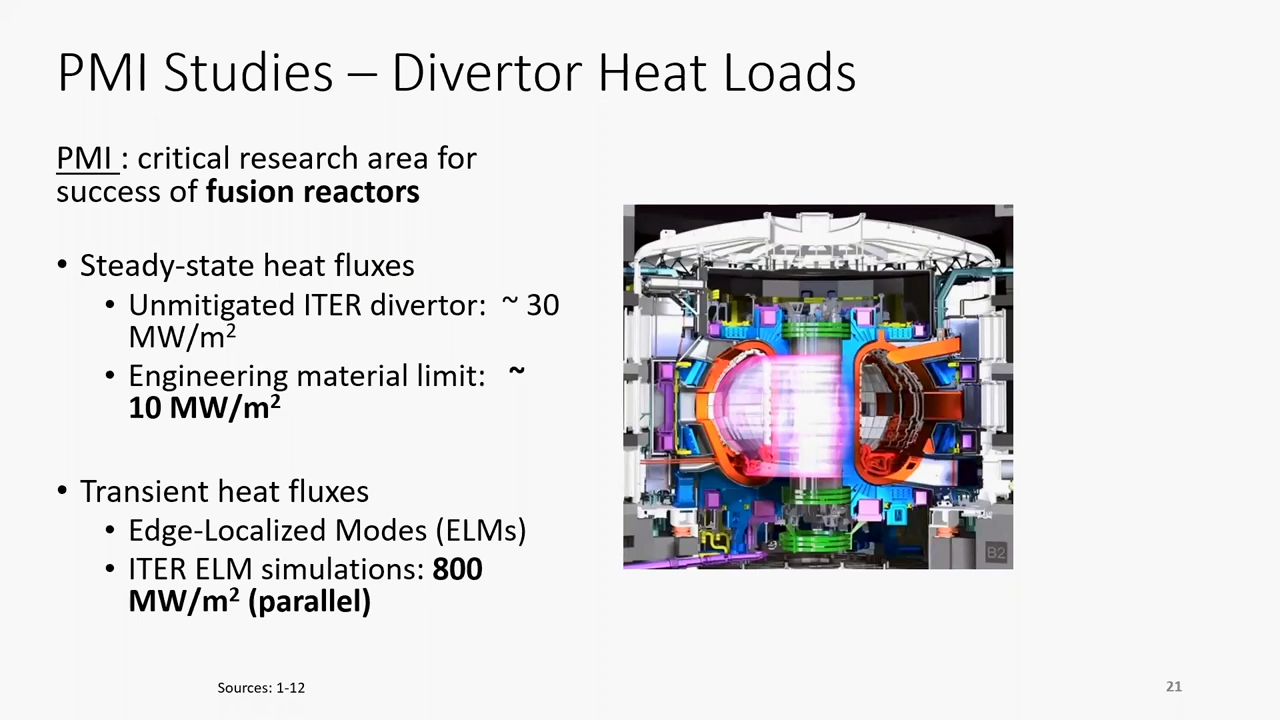 PMI Studies – Divertor Heat Loads
PMI : critical research area for
success of fusion reactors
• Steady-state heat fluxes
• Unmitigated ITER divertor: ~ 30
MW/m²
• Engineering material limit: ~
10 MW/m²
• Transient heat fluxes
• Edge-Localized Modes (ELMs)
• ITER ELM simulations: 800
MW/m² (parallel)
B2
Sources: 1-12
21